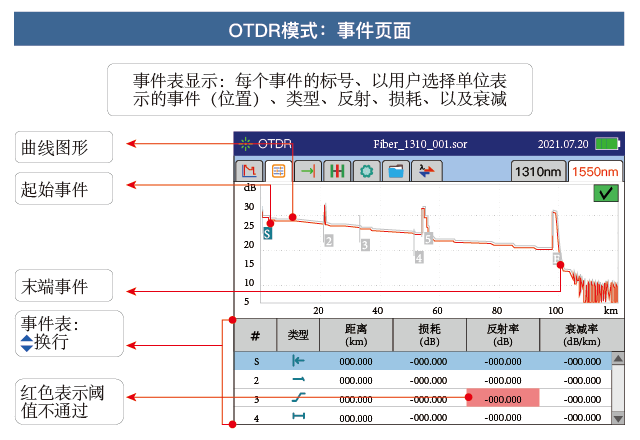 OTDR模式：事件页面
事件表显示：每个事件的标号、以用户选择单位表
示的事件（位置）、类型、反射、损耗、以及衰减
曲线图形
起始事件
末端事件
事件表:
换行
红色表示阈
值不通过
OTDR Fiber_1310_001.sor 2021.07.20
1310nm 1550nm
dB
30
25
20
15
10
5
S 2 3 4 5 E
20 40 60 80 100 km
# 类型 距离 损耗 反射率 衰减率
(km) (dB) (dB) (dB/km)
S 000.000 -000.000 -000.000 -000.000
2 000.000 -000.000 -000.000 -000.000
3 000.000 -000.000 -000.000 -000.000
4 000.000 -000.000 -000.000 -000.000